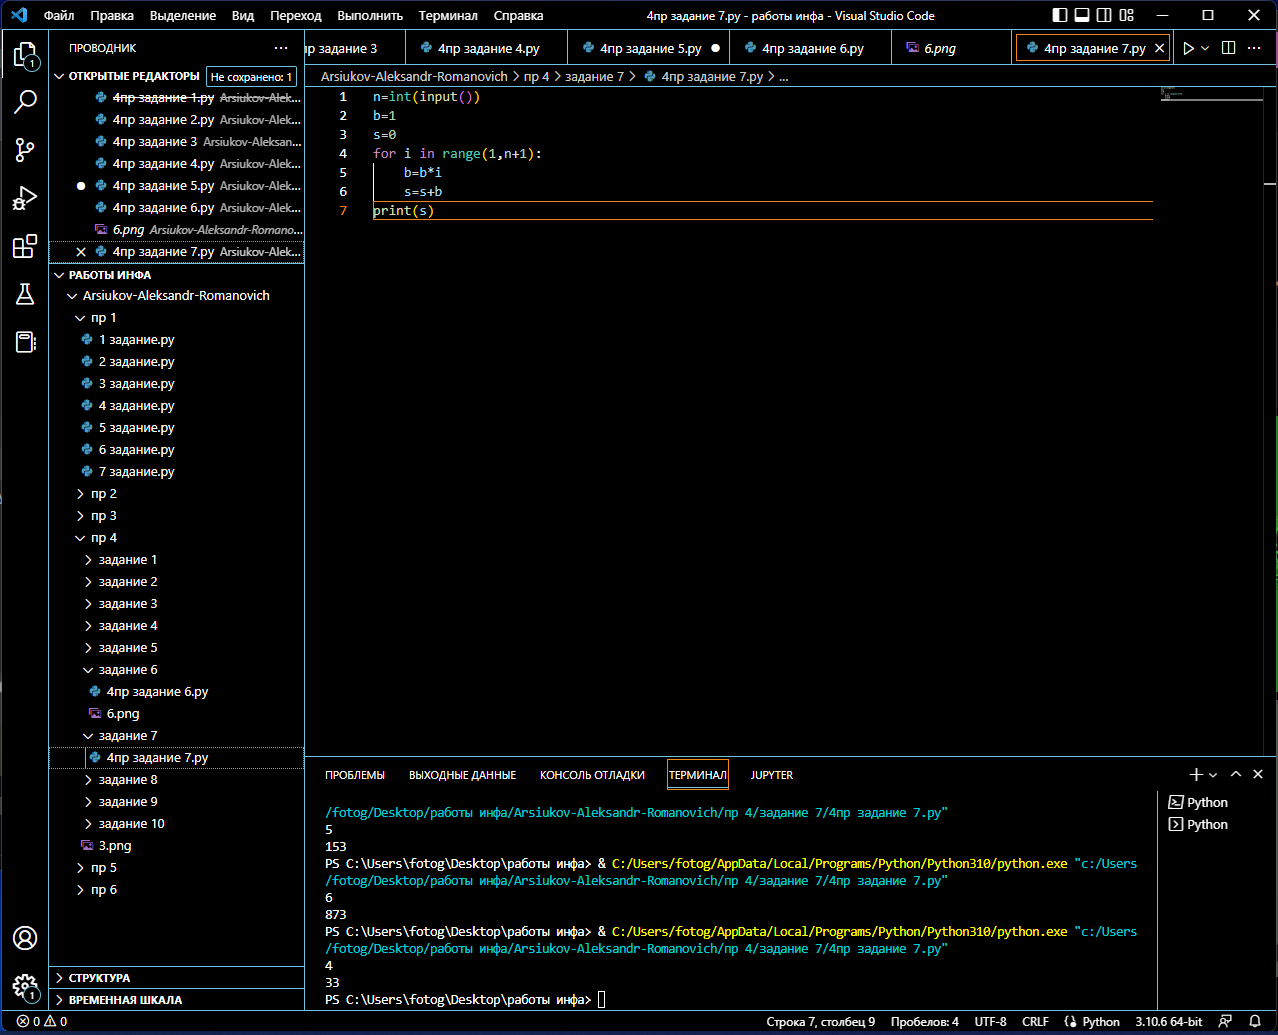 Файл Правка Выделение Вид Переход Выполнить Терминал Справка 4пр задание 7.py - работы инфа - Visual Studio Code
ПРОВОДНИК ...
ОТКРЫТЫЕ РЕДАКТОРЫ Не сохранено: 1
4пр задание 1.py Arsiukov-Alek...
4пр задание 2.py Arsiukov-Alek...
4пр задание 3 Arsiukov-Aleksan...
4пр задание 4.py Arsiukov-Alek...
4пр задание 5.py Arsiukov-Alek...
4пр задание 6.py Arsiukov-Alek...
6.png Arsiukov-Aleksandr-Romano...
4пр задание 7.py Arsiukov-Alek...
РАБОТЫ ИНФА
Arsiukov-Aleksandr-Romanovich
пр 1
1 задание.py
2 задание.py
3 задание.py
4 задание.py
5 задание.py
6 задание.py
7 задание.py
пр 2
пр 3
пр 4
задание 1
задание 2
задание 3
задание 4
задание 5
задание 6
4пр задание 6.py
6.png
задание 7
4пр задание 7.py
задание 8
задание 9
задание 10
3.png
пр 5
пр 6
СТРУКТУРА
ВРЕМЕННАЯ ШКАЛА
1
1
р задание 3 4пр задание 4.py 4пр задание 5.py 4пр задание 6.py 6.png 4пр задание 7.py
Arsiukov-Aleksandr-Romanovich > пр 4 > задание 7 > 4пр задание 7.py > ...
1 n=int(input())
2 b=1
3 s=0
4 for i in range(1,n+1):
5 b=b*i
6 s=s+b
7 print(s)
ПРОБЛЕМЫ ВЫХОДНЫЕ ДАННЫЕ КОНСОЛЬ ОТЛАДКИ ТЕРМИНАЛ JUPYTER
/fotog/Desktop/работы инфа/Arsiukov-Aleksandr-Romanovich/пр 4/задание 7/4пр задание 7.py"
5
153
PS C:\Users\fotog\Desktop\работы инфа> & C:/Users/fotog/AppData/Local/Programs/Python/Python310/python.exe "c:/Users
/fotog/Desktop/работы инфа/Arsiukov-Aleksandr-Romanovich/пр 4/задание 7/4пр задание 7.py"
6
873
PS C:\Users\fotog\Desktop\работы инфа> & C:/Users/fotog/AppData/Local/Programs/Python/Python310/python.exe "c:/Users
/fotog/Desktop/работы инфа/Arsiukov-Aleksandr-Romanovich/пр 4/задание 7/4пр задание 7.py"
4
33
PS C:\Users\fotog\Desktop\работы инфа>
Python
Python
0 0 Строка 7, столбец 9 Пробелов: 4 UTF-8 CRLF Python 3.10.6 64-bit